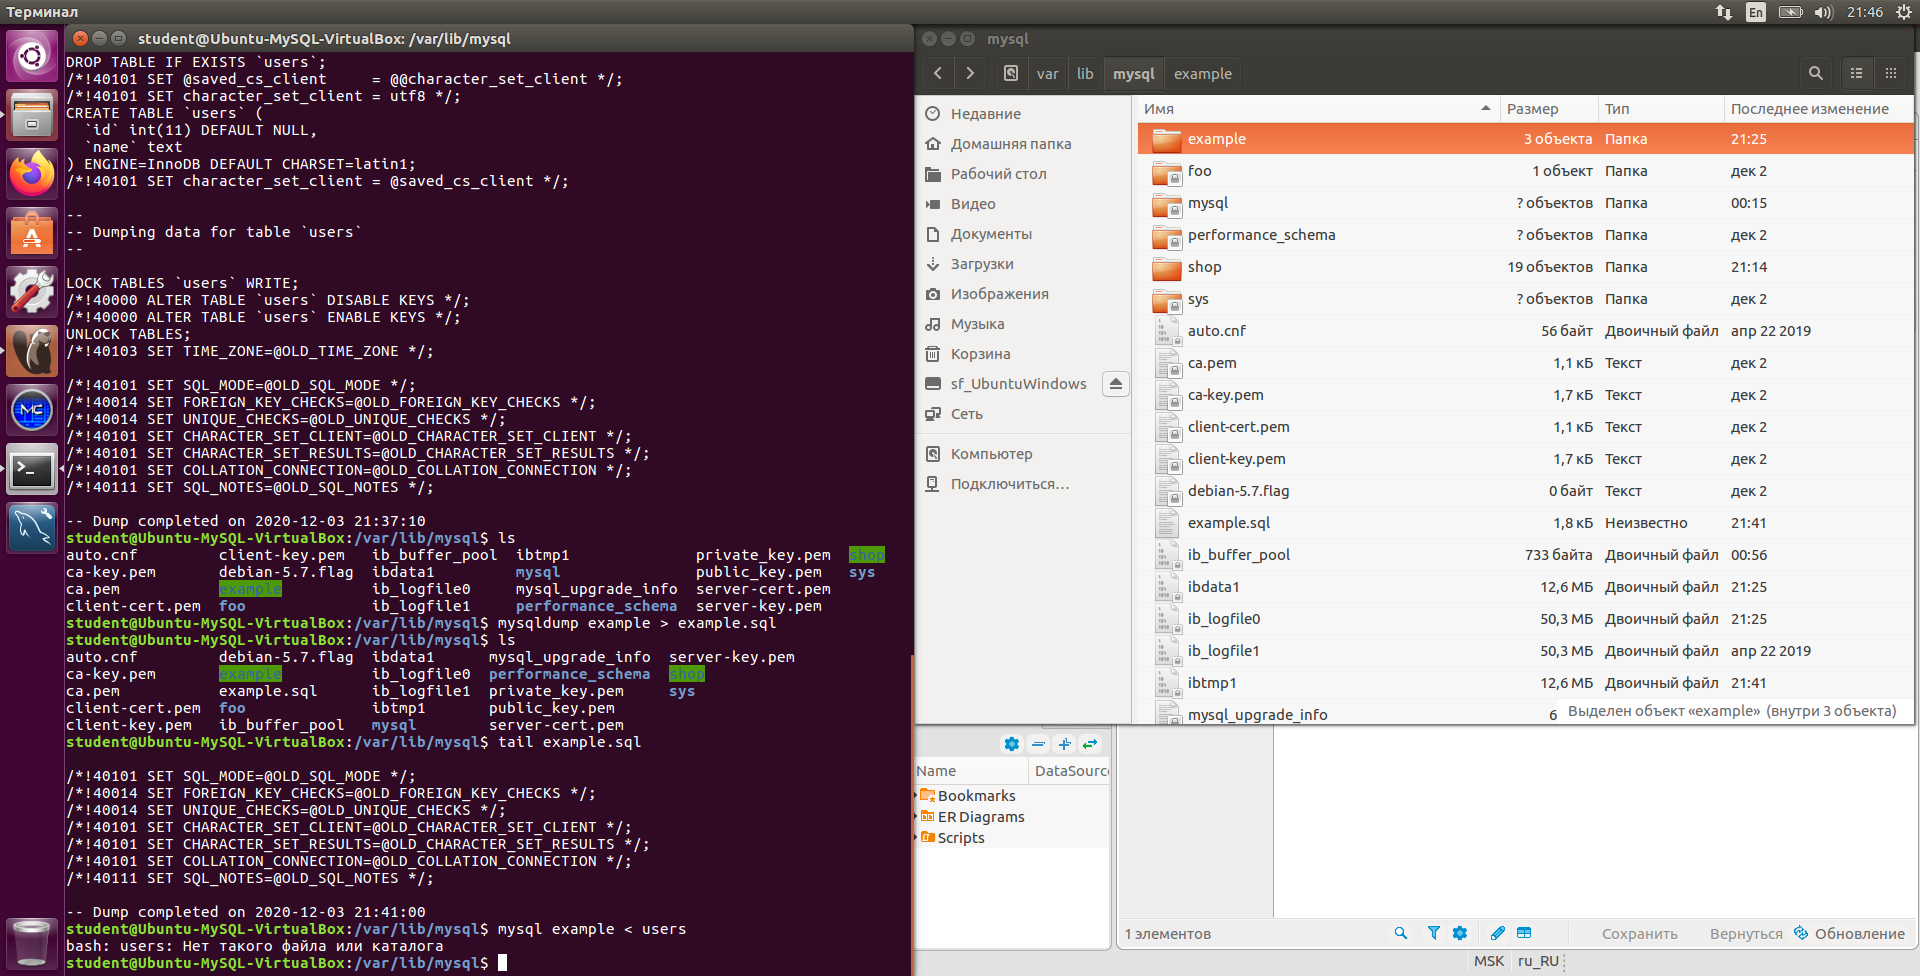 Терминал
En
21:46
student@Ubuntu-MySQL-VirtualBox: /var/lib/mysql
DROP TABLE IF EXISTS `users`;
/*!40101 SET @saved_cs_client     = @@character_set_client */;
/*!40101 SET character_set_client = utf8 */;
CREATE TABLE `users` (
  `id` int(11) DEFAULT NULL,
  `name` text
) ENGINE=InnoDB DEFAULT CHARSET=latin1;
/*!40101 SET character_set_client = @saved_cs_client */;
--
-- Dumping data for table `users`
--
LOCK TABLES `users` WRITE;
/*!40000 ALTER TABLE `users` DISABLE KEYS */;
/*!40000 ALTER TABLE `users` ENABLE KEYS */;
UNLOCK TABLES;
/*!40103 SET TIME_ZONE=@OLD_TIME_ZONE */;
/*!40101 SET SQL_MODE=@OLD_SQL_MODE */;
/*!40014 SET FOREIGN_KEY_CHECKS=@OLD_FOREIGN_KEY_CHECKS */;
/*!40014 SET UNIQUE_CHECKS=@OLD_UNIQUE_CHECKS */;
/*!40101 SET CHARACTER_SET_CLIENT=@OLD_CHARACTER_SET_CLIENT */;
/*!40101 SET CHARACTER_SET_RESULTS=@OLD_CHARACTER_SET_RESULTS */;
/*!40101 SET COLLATION_CONNECTION=@OLD_COLLATION_CONNECTION */;
/*!40111 SET SQL_NOTES=@OLD_SQL_NOTES */;
-- Dump completed on 2020-12-03 21:37:10
student@Ubuntu-MySQL-VirtualBox:/var/lib/mysql$ ls
auto.cnf         client-key.pem   ib_buffer_pool  ibtmp1              private_key.pem  shop
ca-key.pem       debian-5.7.flag  ibdata1         mysql               public_key.pem   sys
ca.pem           example          ib_logfile0     mysql_upgrade_info  server-cert.pem
client-cert.pem  foo              ib_logfile1     performance_schema  server-key.pem
student@Ubuntu-MySQL-VirtualBox:/var/lib/mysql$ mysqldump example > example.sql
student@Ubuntu-MySQL-VirtualBox:/var/lib/mysql$ ls
auto.cnf         debian-5.7.flag  ibdata1      mysql_upgrade_info  server-key.pem
ca-key.pem       example          ib_logfile0  performance_schema  shop
ca.pem           example.sql      ib_logfile1  private_key.pem     sys
client-cert.pem  foo              ibtmp1       public_key.pem
client-key.pem   ib_buffer_pool   mysql        server-cert.pem
student@Ubuntu-MySQL-VirtualBox:/var/lib/mysql$ tail example.sql
/*!40101 SET SQL_MODE=@OLD_SQL_MODE */;
/*!40014 SET FOREIGN_KEY_CHECKS=@OLD_FOREIGN_KEY_CHECKS */;
/*!40014 SET UNIQUE_CHECKS=@OLD_UNIQUE_CHECKS */;
/*!40101 SET CHARACTER_SET_CLIENT=@OLD_CHARACTER_SET_CLIENT */;
/*!40101 SET CHARACTER_SET_RESULTS=@OLD_CHARACTER_SET_RESULTS */;
/*!40101 SET COLLATION_CONNECTION=@OLD_COLLATION_CONNECTION */;
/*!40111 SET SQL_NOTES=@OLD_SQL_NOTES */;
-- Dump completed on 2020-12-03 21:41:00
student@Ubuntu-MySQL-VirtualBox:/var/lib/mysql$ mysql example < users
bash: users: Нет такого файла или каталога
student@Ubuntu-MySQL-VirtualBox:/var/lib/mysql$
mysql
var lib mysql example
Недавние
Домашняя папка
Рабочий стол
Видео
Документы
Загрузки
Изображения
Музыка
Корзина
sf_UbuntuWindows
Сеть
Компьютер
Подключиться…
Имя Размер Тип Последнее изменение
example 3 объекта Папка 21:25
foo 1 объект Папка дек 2
mysql ? объектов Папка 00:15
performance_schema ? объектов Папка дек 2
shop 19 объектов Папка 21:14
sys ? объектов Папка дек 2
auto.cnf 56 байт Двоичный файл апр 22 2019
ca.pem 1,1 кБ Текст дек 2
ca-key.pem 1,7 кБ Текст дек 2
client-cert.pem 1,1 кБ Текст дек 2
client-key.pem 1,7 кБ Текст дек 2
debian-5.7.flag 0 байт Текст дек 2
example.sql 1,8 кБ Неизвестно 21:41
ib_buffer_pool 733 байта Двоичный файл 00:56
ibdata1 12,6 МБ Двоичный файл 21:25
ib_logfile0 50,3 МБ Двоичный файл 21:25
ib_logfile1 50,3 МБ Двоичный файл апр 22 2019
ibtmp1 12,6 МБ Двоичный файл 21:41
mysql_upgrade_info 6
Выделен объект «example» (внутри 3 объекта)
Name DataSource
Bookmarks
ER Diagrams
Scripts
1 элементов
Сохранить Вернуться Обновление
MSK ru_RU